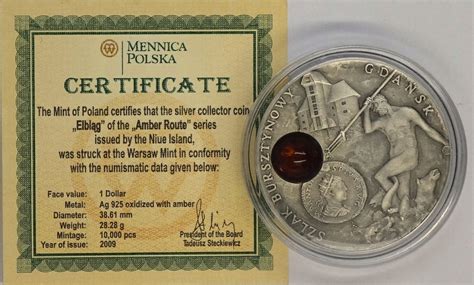 MENNICA
POLSKA
CERTIFICATE
The Mint of Poland certifies that the silver collector coin
„Elbląg” of the „Amber Route” series
issued by the Niue Island,
was struck at the Warsaw Mint in conformity
with the numismatic data given below:
Face value: 1 Dollar
Metal: Ag 925 oxidized with amber
Diameter: 38.61 mm
Weight: 28.28 g
Mintage: 10,000 pcs
Year of issue: 2009
President of the Board
Tadeusz Steckiewicz
SZLAK BURSZTYNOWY
GDAŃSK